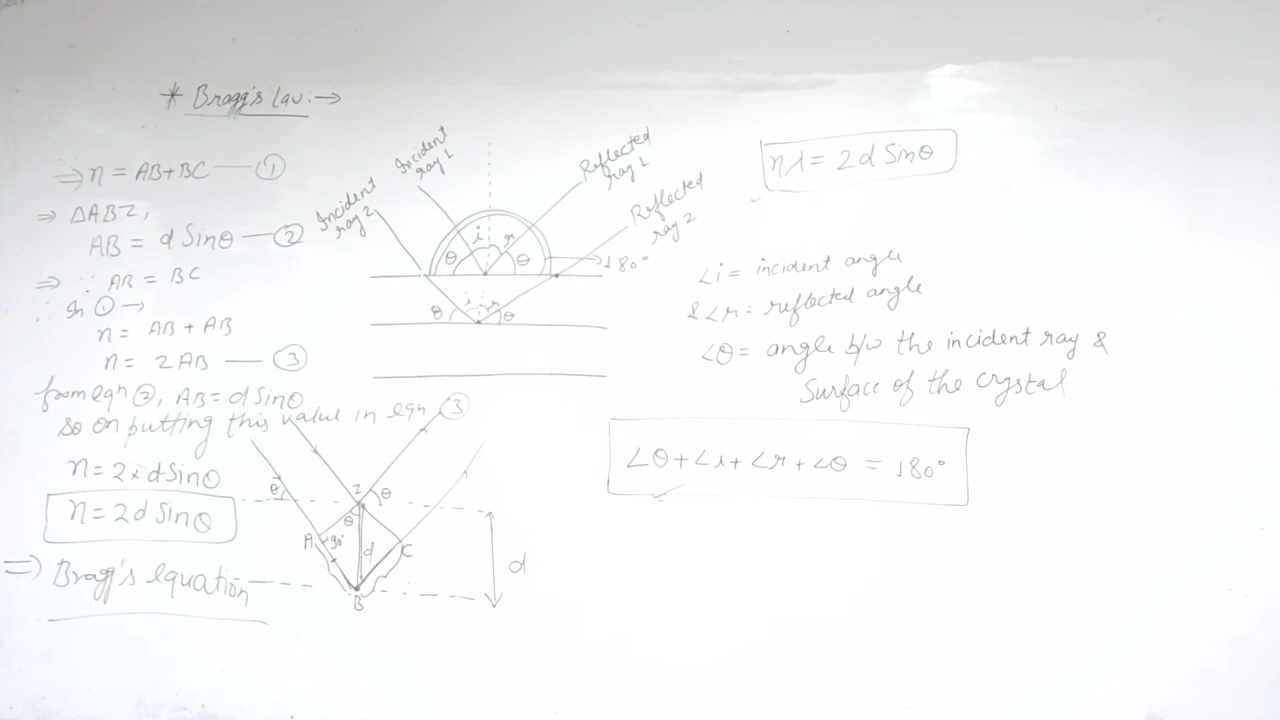 * Bragg's Law. →
⇒ n = AB+BC — ①
⇒ △ABZ,
AB = d Sinθ — ②
⇒ ∵ AB = BC
∴ In ① →
n = AB + AB
n = 2AB — ③
from eqn ②, AB = d Sinθ
so on putting this value in eqn ③
n = 2 × d Sinθ
n = 2d Sinθ
⇒ Bragg's equation
Incident ray 2
Incident ray 1
Reflected ray 1
Reflected ray 2
θ i r θ
→ 180°
θ i r θ
θ Z θ
θ
A 90° d C
B
d
nλ = 2d Sinθ
∠i = incident angle
& ∠r = reflected angle
∠θ = angle b/w the incident ray &
Surface of the crystal
∠θ + ∠i + ∠r + ∠θ = 180°